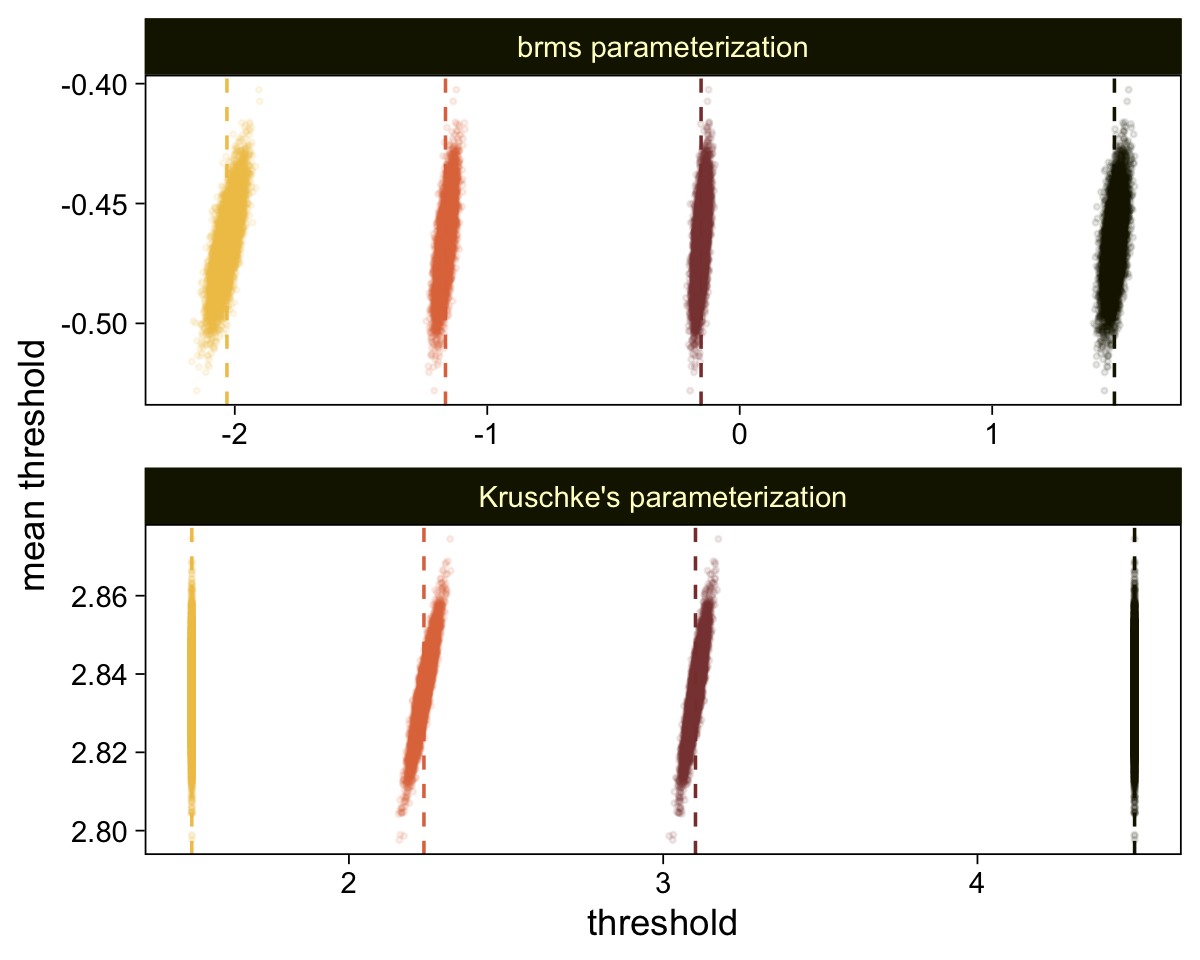 brms parameterization
-0.40
-0.45
-0.50
-2 -1 0 1
mean threshold
Kruschke's parameterization
2.86
2.84
2.82
2.80
2 3 4
threshold